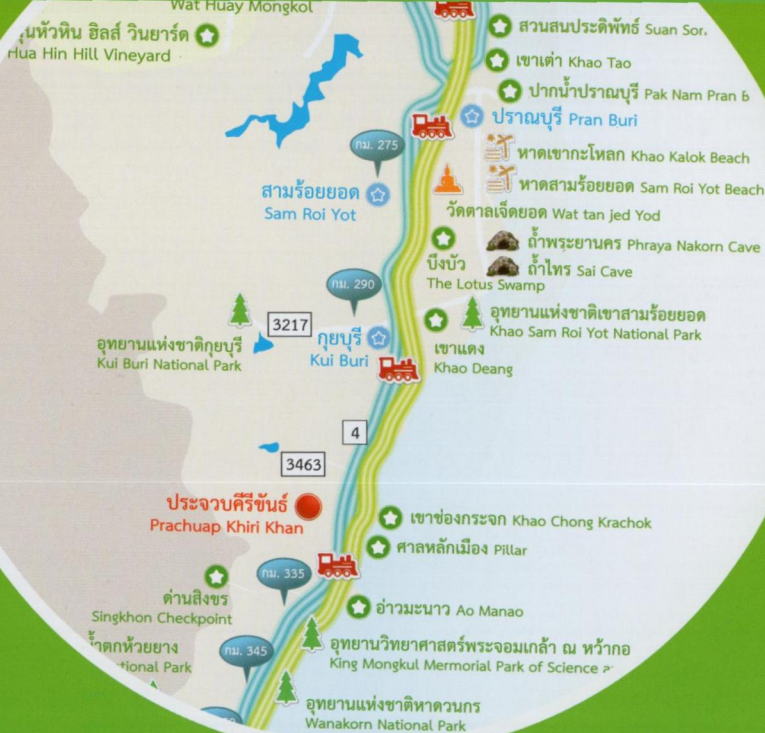 Wat Huay Mongkol
หัวหิน ฮิลส์ วินยาร์ด
Hua Hin Hill Vineyard
สวนสนประดิพัทธ์ Suan Son
เขาเต่า Khao Tao
ปากน้ำปราณบุรี Pak Nam Pran
ปราณบุรี Pran Buri
กม. 275
หาดเขากะโหลก Khao Kalok Beach
หาดสามร้อยยอด Sam Roi Yot Beach
สามร้อยยอด
Sam Roi Yot
วัดตาลเจ็ดยอด Wat tan jed Yod
ถ้ำพระยานคร Phraya Nakorn Cave
บึงบัว
ถ้ำไทร Sai Cave
The Lotus Swamp
กม. 290
3217
อุทยานแห่งชาติเขาสามร้อยยอด
Khao Sam Roi Yot National Park
อุทยานแห่งชาติกุยบุรี
Kui Buri National Park
กุยบุรี
Kui Buri
เขาแดง
Khao Deang
4
3463
ประจวบคีรีขันธ์
Prachuap Khiri Khan
เขาช่องกระจก Khao Chong Krachok
ศาลหลักเมือง Pillar
กม. 335
ด่านสิงขร
Singkhon Checkpoint
อ่าวมะนาว Ao Manao
น้ำตกห้วยยาง
National Park
กม. 345
อุทยานวิทยาศาสตร์พระจอมเกล้า ณ หว้ากอ
King Mongkul Mermorial Park of Science
อุทยานแห่งชาติหาดวนกร
Wanakorn National Park